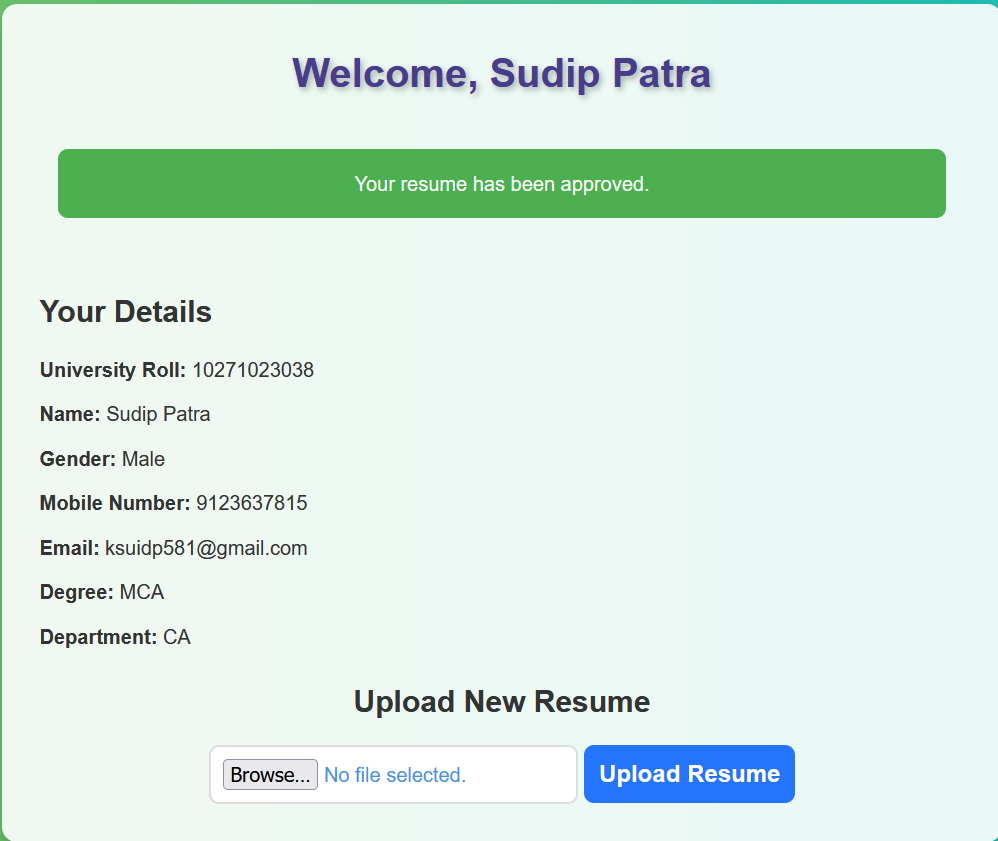 Welcome, Sudip Patra
Your resume has been approved.
Your Details
University Roll: 10271023038
Name: Sudip Patra
Gender: Male
Mobile Number: 9123637815
Email: ksuidp581@gmail.com
Degree: MCA
Department: CA
Upload New Resume
Browse... No file selected. Upload Resume